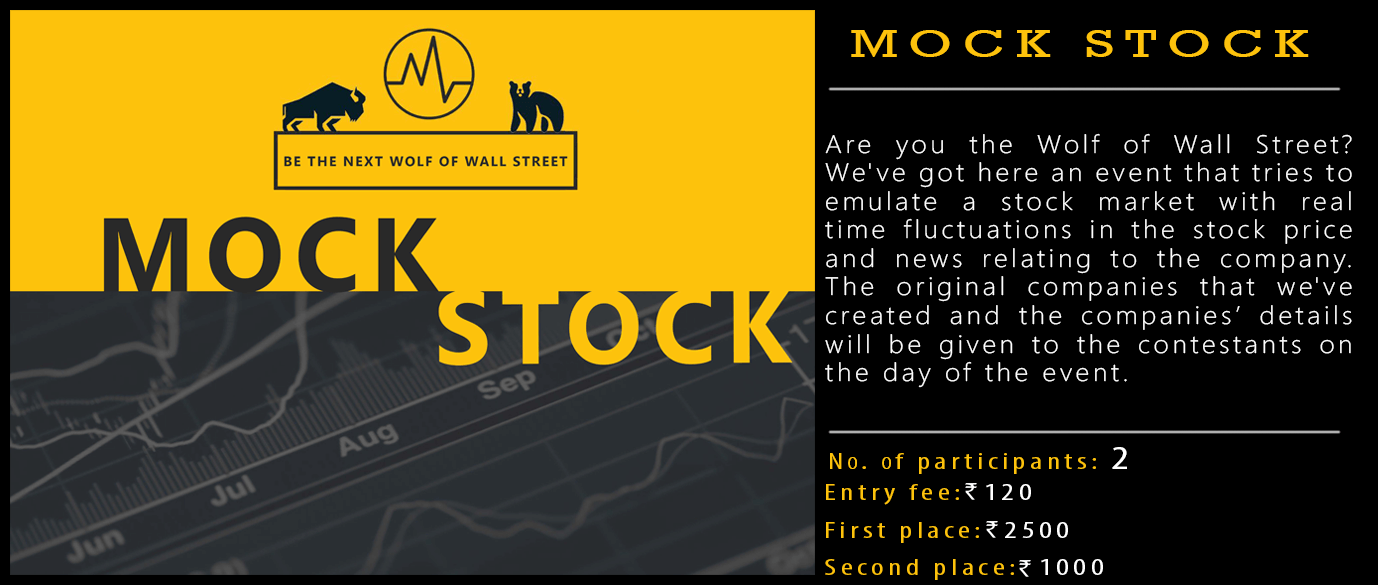 BE THE NEXT WOLF OF WALL STREET
MOCK
STOCK
Jun
Jul
Aug
Sep
MOCK STOCK
Are you the Wolf of Wall Street?
We've got here an event that tries to
emulate a stock market with real
time fluctuations in the stock price
and news relating to the company.
The original companies that we've
created and the companies’ details
will be given to the contestants on
the day of the event.
No. of participants: 2
Entry fee:₹120
First place:₹2500
Second place:₹1000